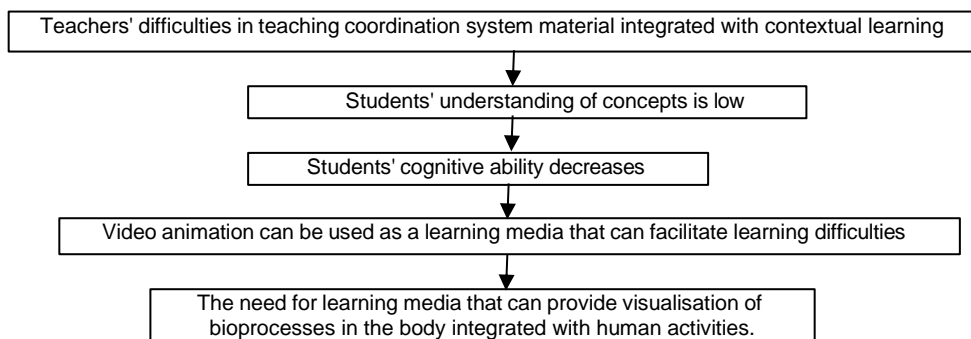 Teachers' difficulties in teaching coordination system material integrated with contextual learning
Students' understanding of concepts is low
Students' cognitive ability decreases
Video animation can be used as a learning media that can facilitate learning difficulties
The need for learning media that can provide visualisation of
bioprocesses in the body integrated with human activities.